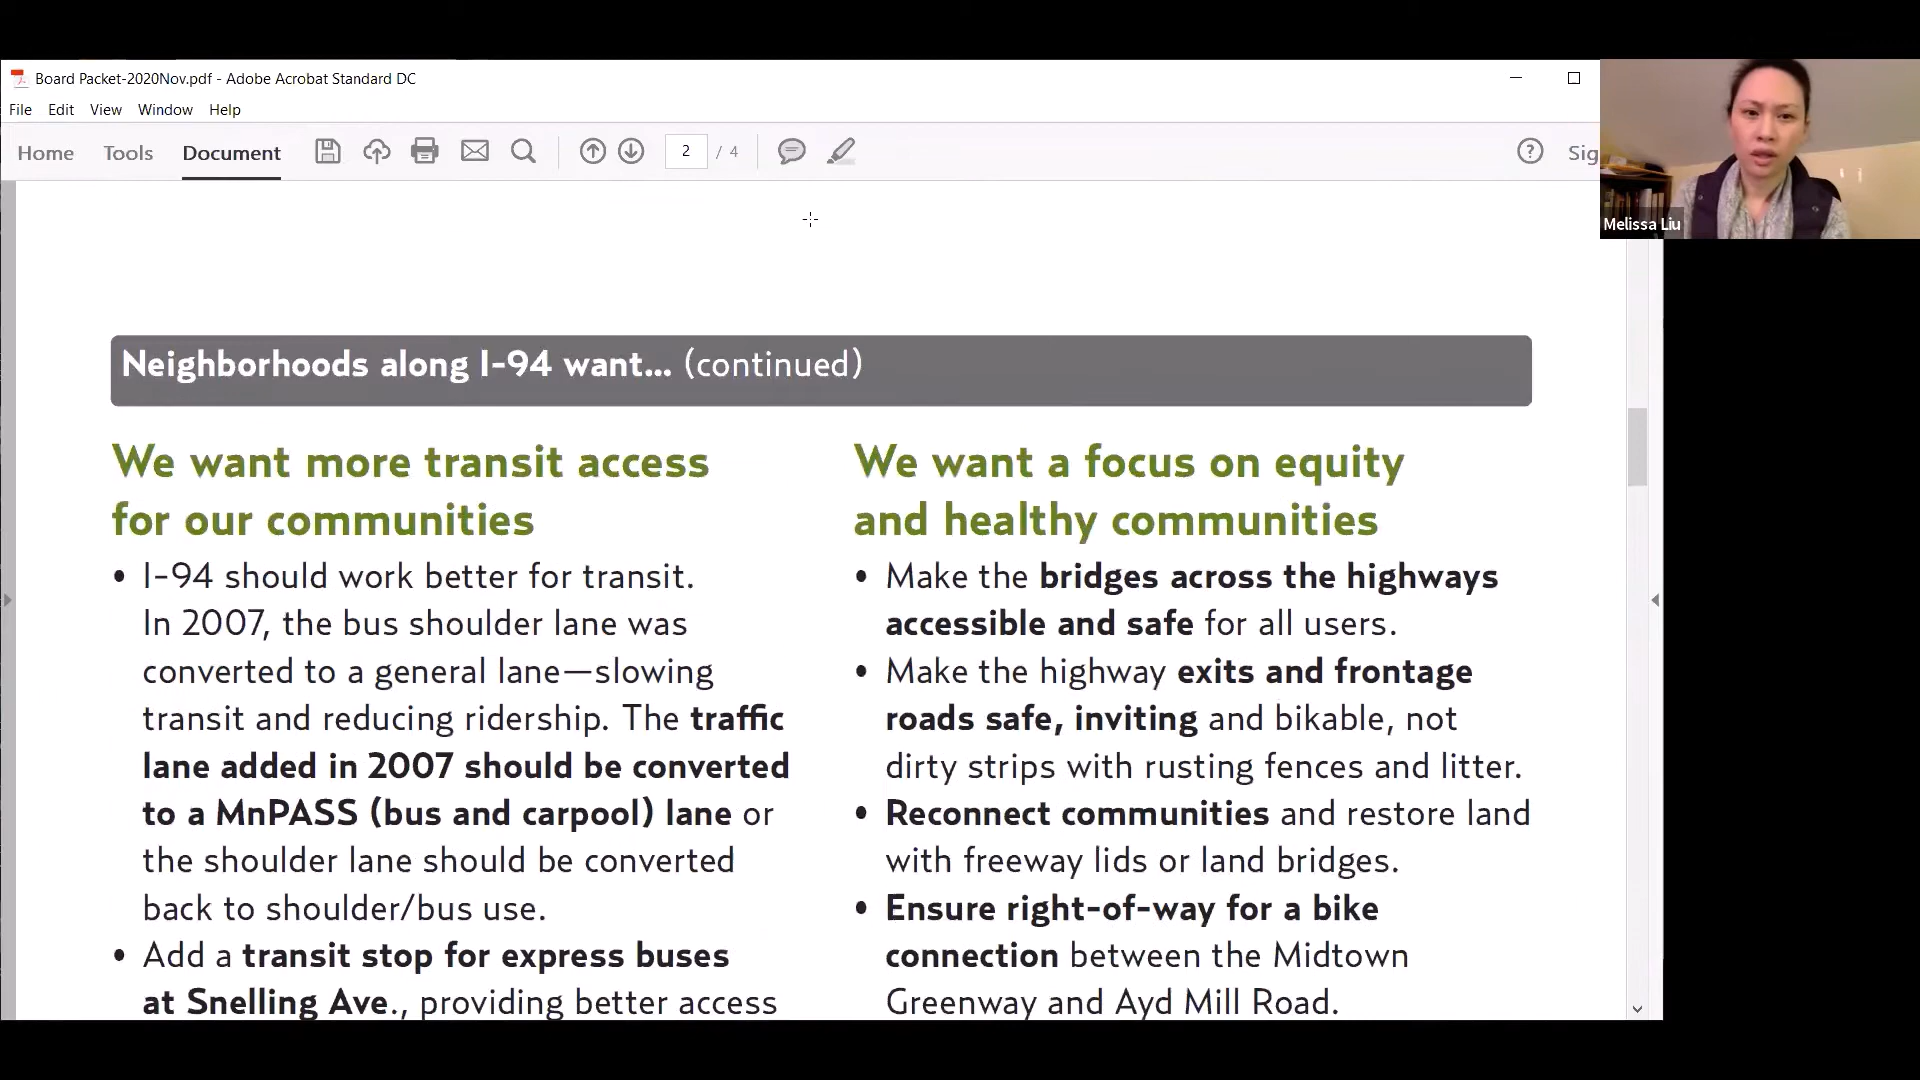 Board Packet-2020Nov.pdf - Adobe Acrobat Standard DC
File Edit View Window Help
Home Tools Document 2 / 4 Sig
Melissa Liu
Neighborhoods along I-94 want... (continued)
We want more transit access
for our communities
• I-94 should work better for transit.
In 2007, the bus shoulder lane was
converted to a general lane—slowing
transit and reducing ridership. The traffic
lane added in 2007 should be converted
to a MnPASS (bus and carpool) lane or
the shoulder lane should be converted
back to shoulder/bus use.
• Add a transit stop for express buses
at Snelling Ave., providing better access
We want a focus on equity
and healthy communities
• Make the bridges across the highways
accessible and safe for all users.
• Make the highway exits and frontage
roads safe, inviting and bikable, not
dirty strips with rusting fences and litter.
• Reconnect communities and restore land
with freeway lids or land bridges.
• Ensure right-of-way for a bike
connection between the Midtown
Greenway and Ayd Mill Road.